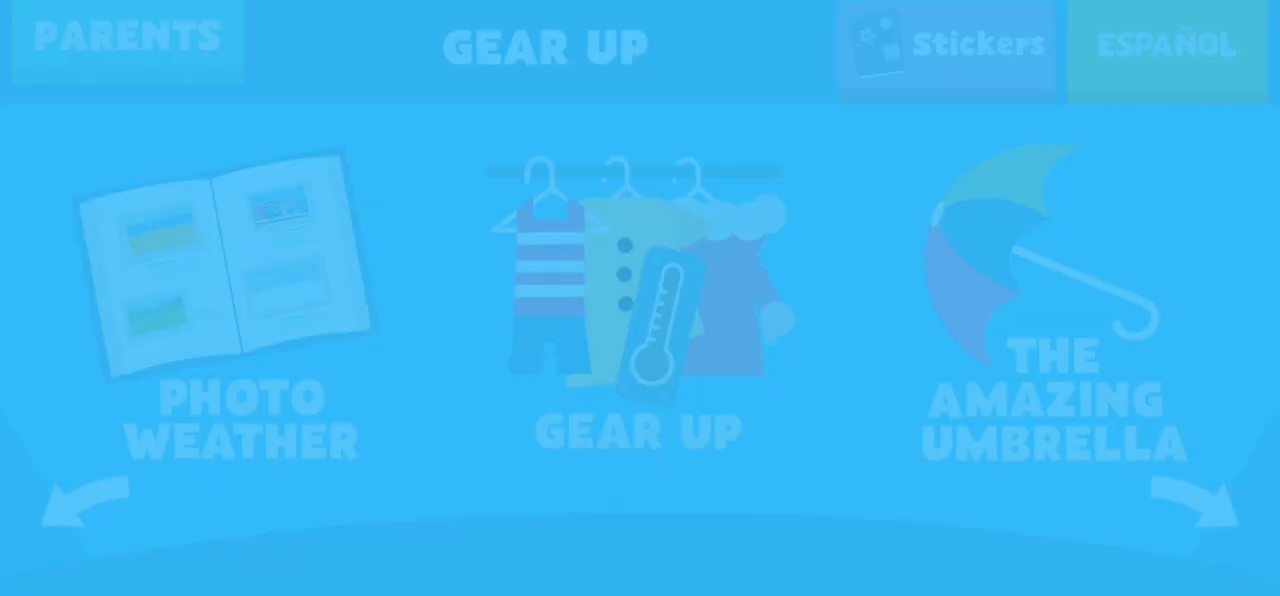 PARENTS
GEAR UP
Stickers
ESPAÑOL
PHOTO
WEATHER
GEAR UP
THE
AMAZING
UMBRELLA